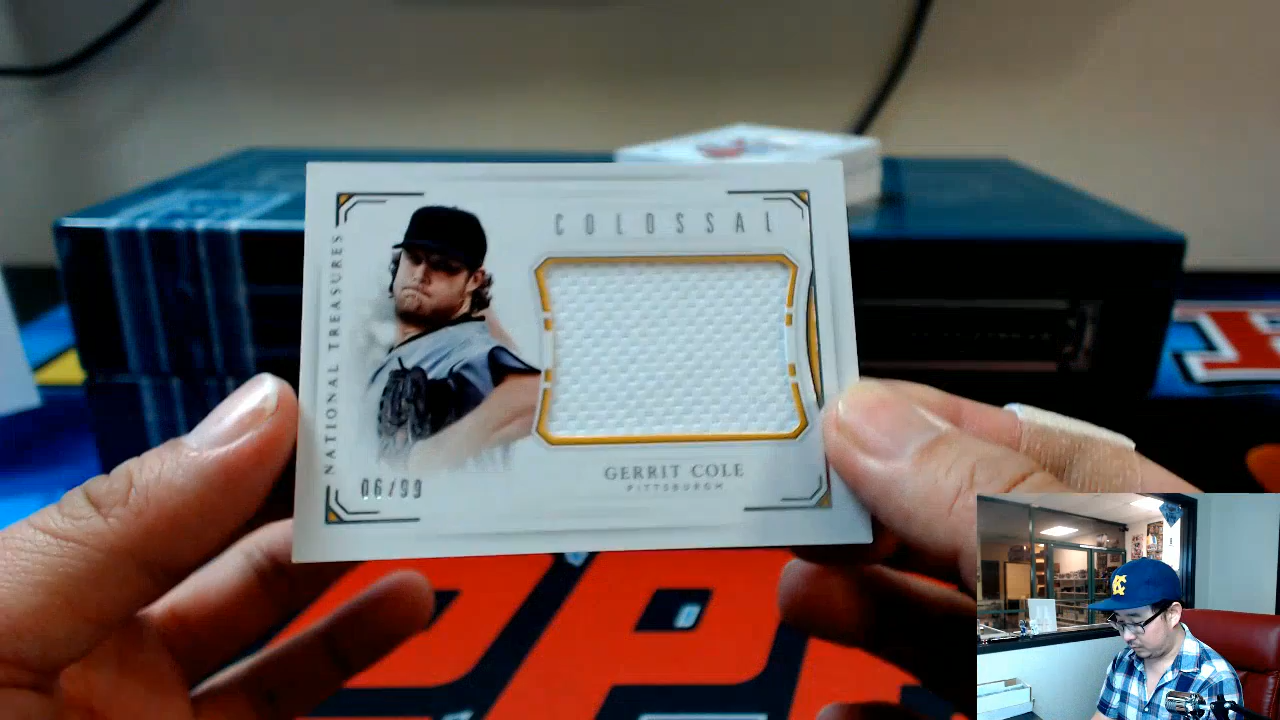 COLOSSAL
NATIONAL TREASURES
06/99
GERRIT COLE
PITTSBURGH